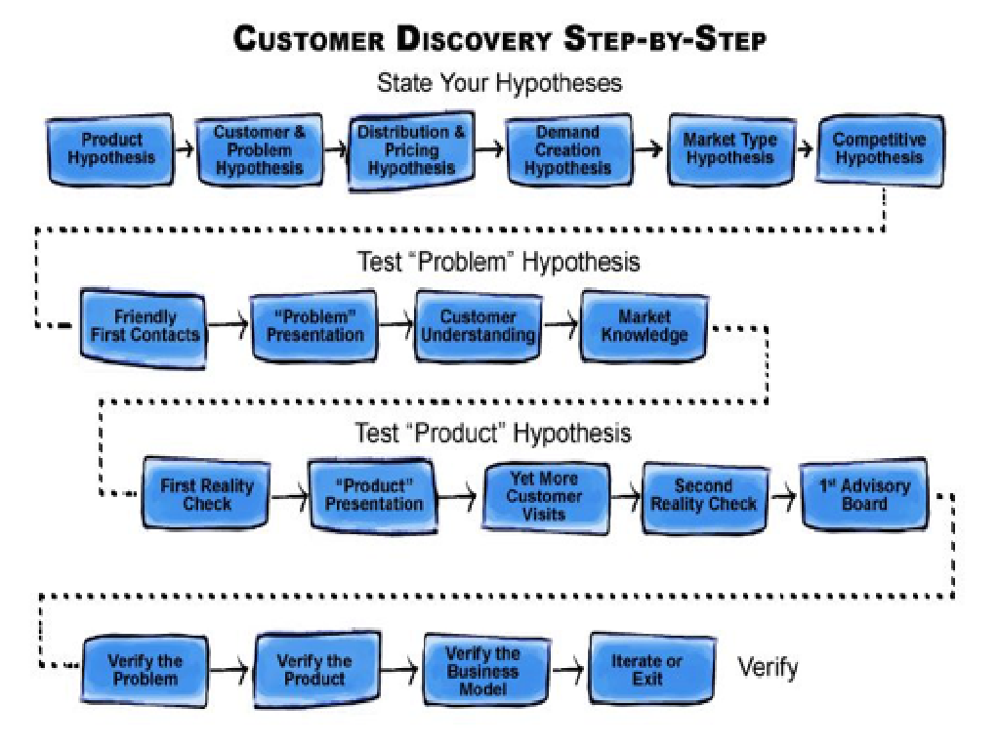 CUSTOMER DISCOVERY STEP-BY-STEP
State Your Hypotheses
Product
Hypothesis
Customer &
Problem
Hypothesis
Distribution &
Pricing
Hypothesis
Demand
Creation
Hypothesis
Market Type
Hypothesis
Competitive
Hypothesis
Test “Problem” Hypothesis
Friendly
First Contacts
“Problem”
Presentation
Customer
Understanding
Market
Knowledge
Test “Product” Hypothesis
First Reality
Check
“Product”
Presentation
Yet More
Customer
Visits
Second
Reality Check
1st Advisory
Board
Verify the
Problem
Verify the
Product
Verify the
Business
Model
Iterate or
Exit
Verify